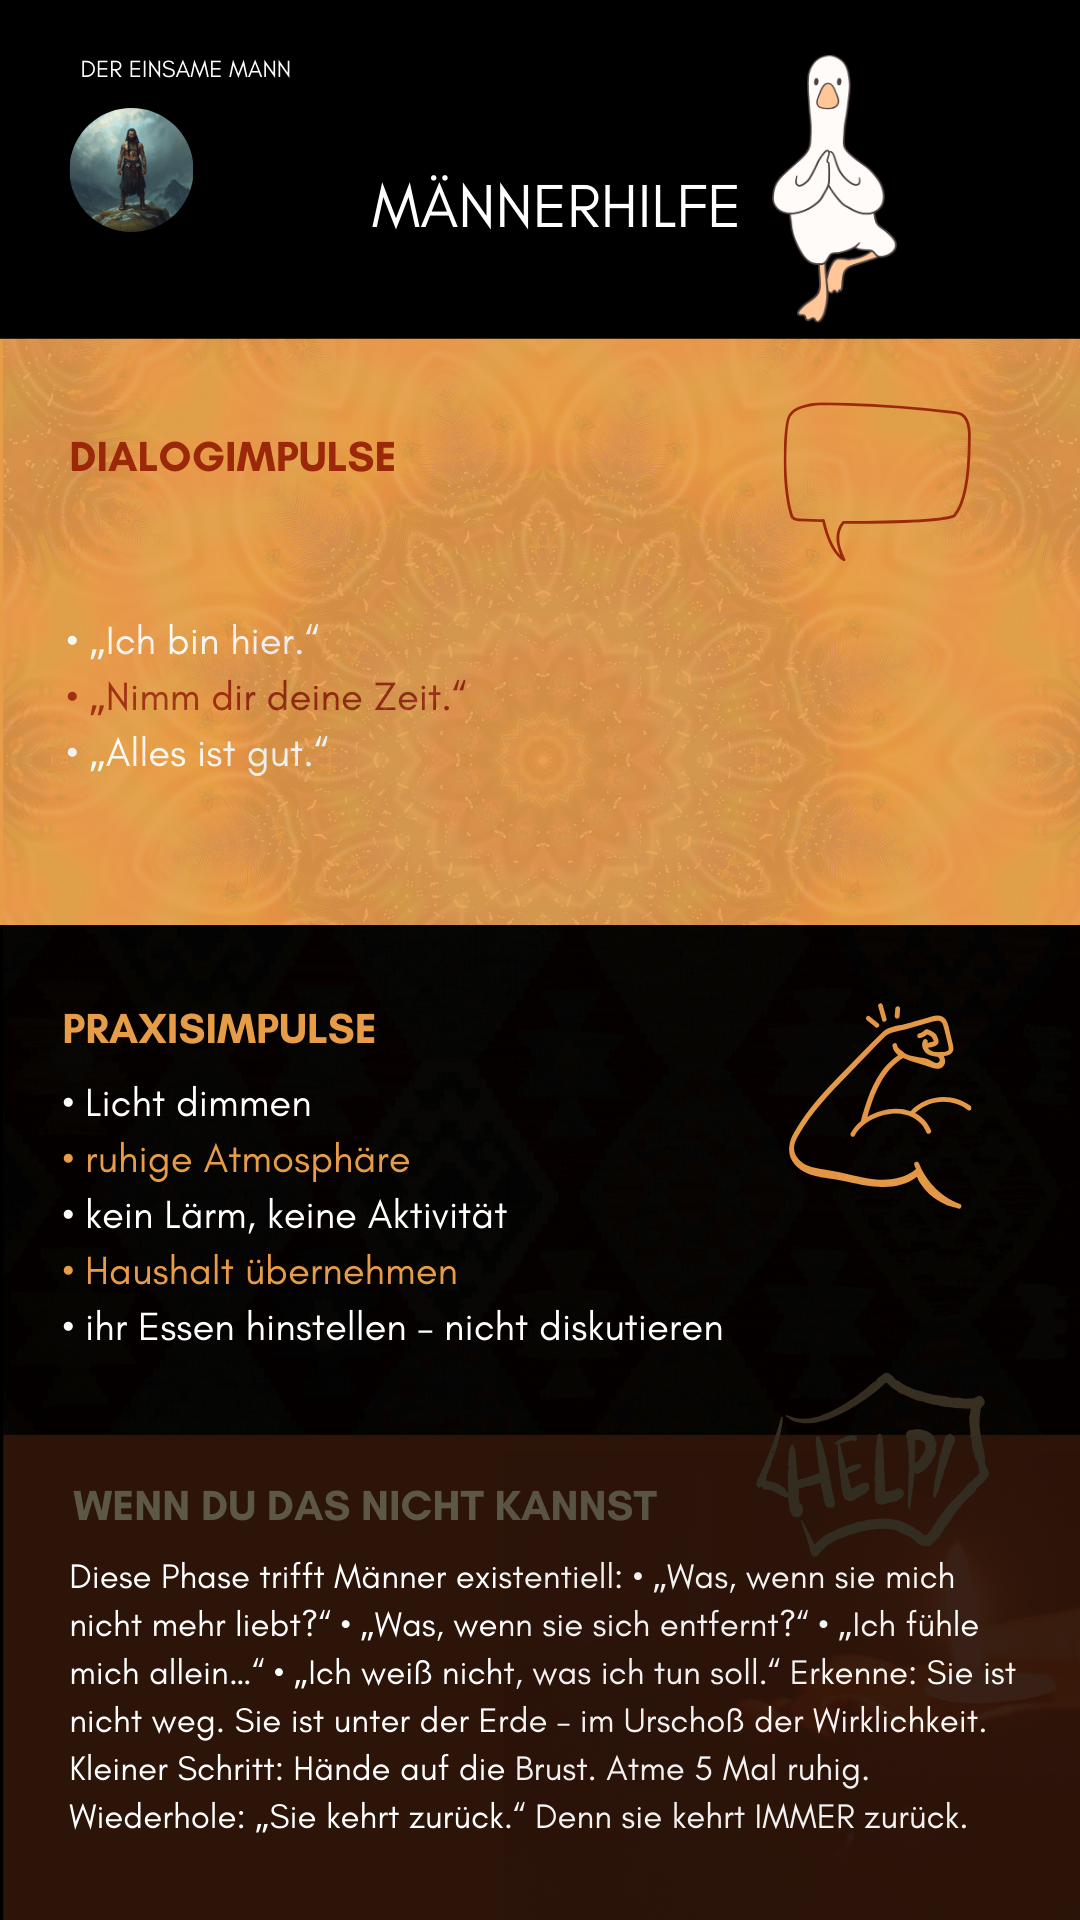 DER EINSAME MANN
MÄNNERHILFE
DIALOGIMPULSE
• „Ich bin hier.“
• „Nimm dir deine Zeit.“
• „Alles ist gut.“
PRAXISIMPULSE
• Licht dimmen
• ruhige Atmosphäre
• kein Lärm, keine Aktivität
• Haushalt übernehmen
• ihr Essen hinstellen – nicht diskutieren
HELP!
WENN DU DAS NICHT KANNST
Diese Phase trifft Männer existentiell: • „Was, wenn sie mich
nicht mehr liebt?“ • „Was, wenn sie sich entfernt?“ • „Ich fühle
mich allein…“ • „Ich weiß nicht, was ich tun soll.“ Erkenne: Sie ist
nicht weg. Sie ist unter der Erde – im Urschoß der Wirklichkeit.
Kleiner Schritt: Hände auf die Brust. Atme 5 Mal ruhig.
Wiederhole: „Sie kehrt zurück.“ Denn sie kehrt IMMER zurück.